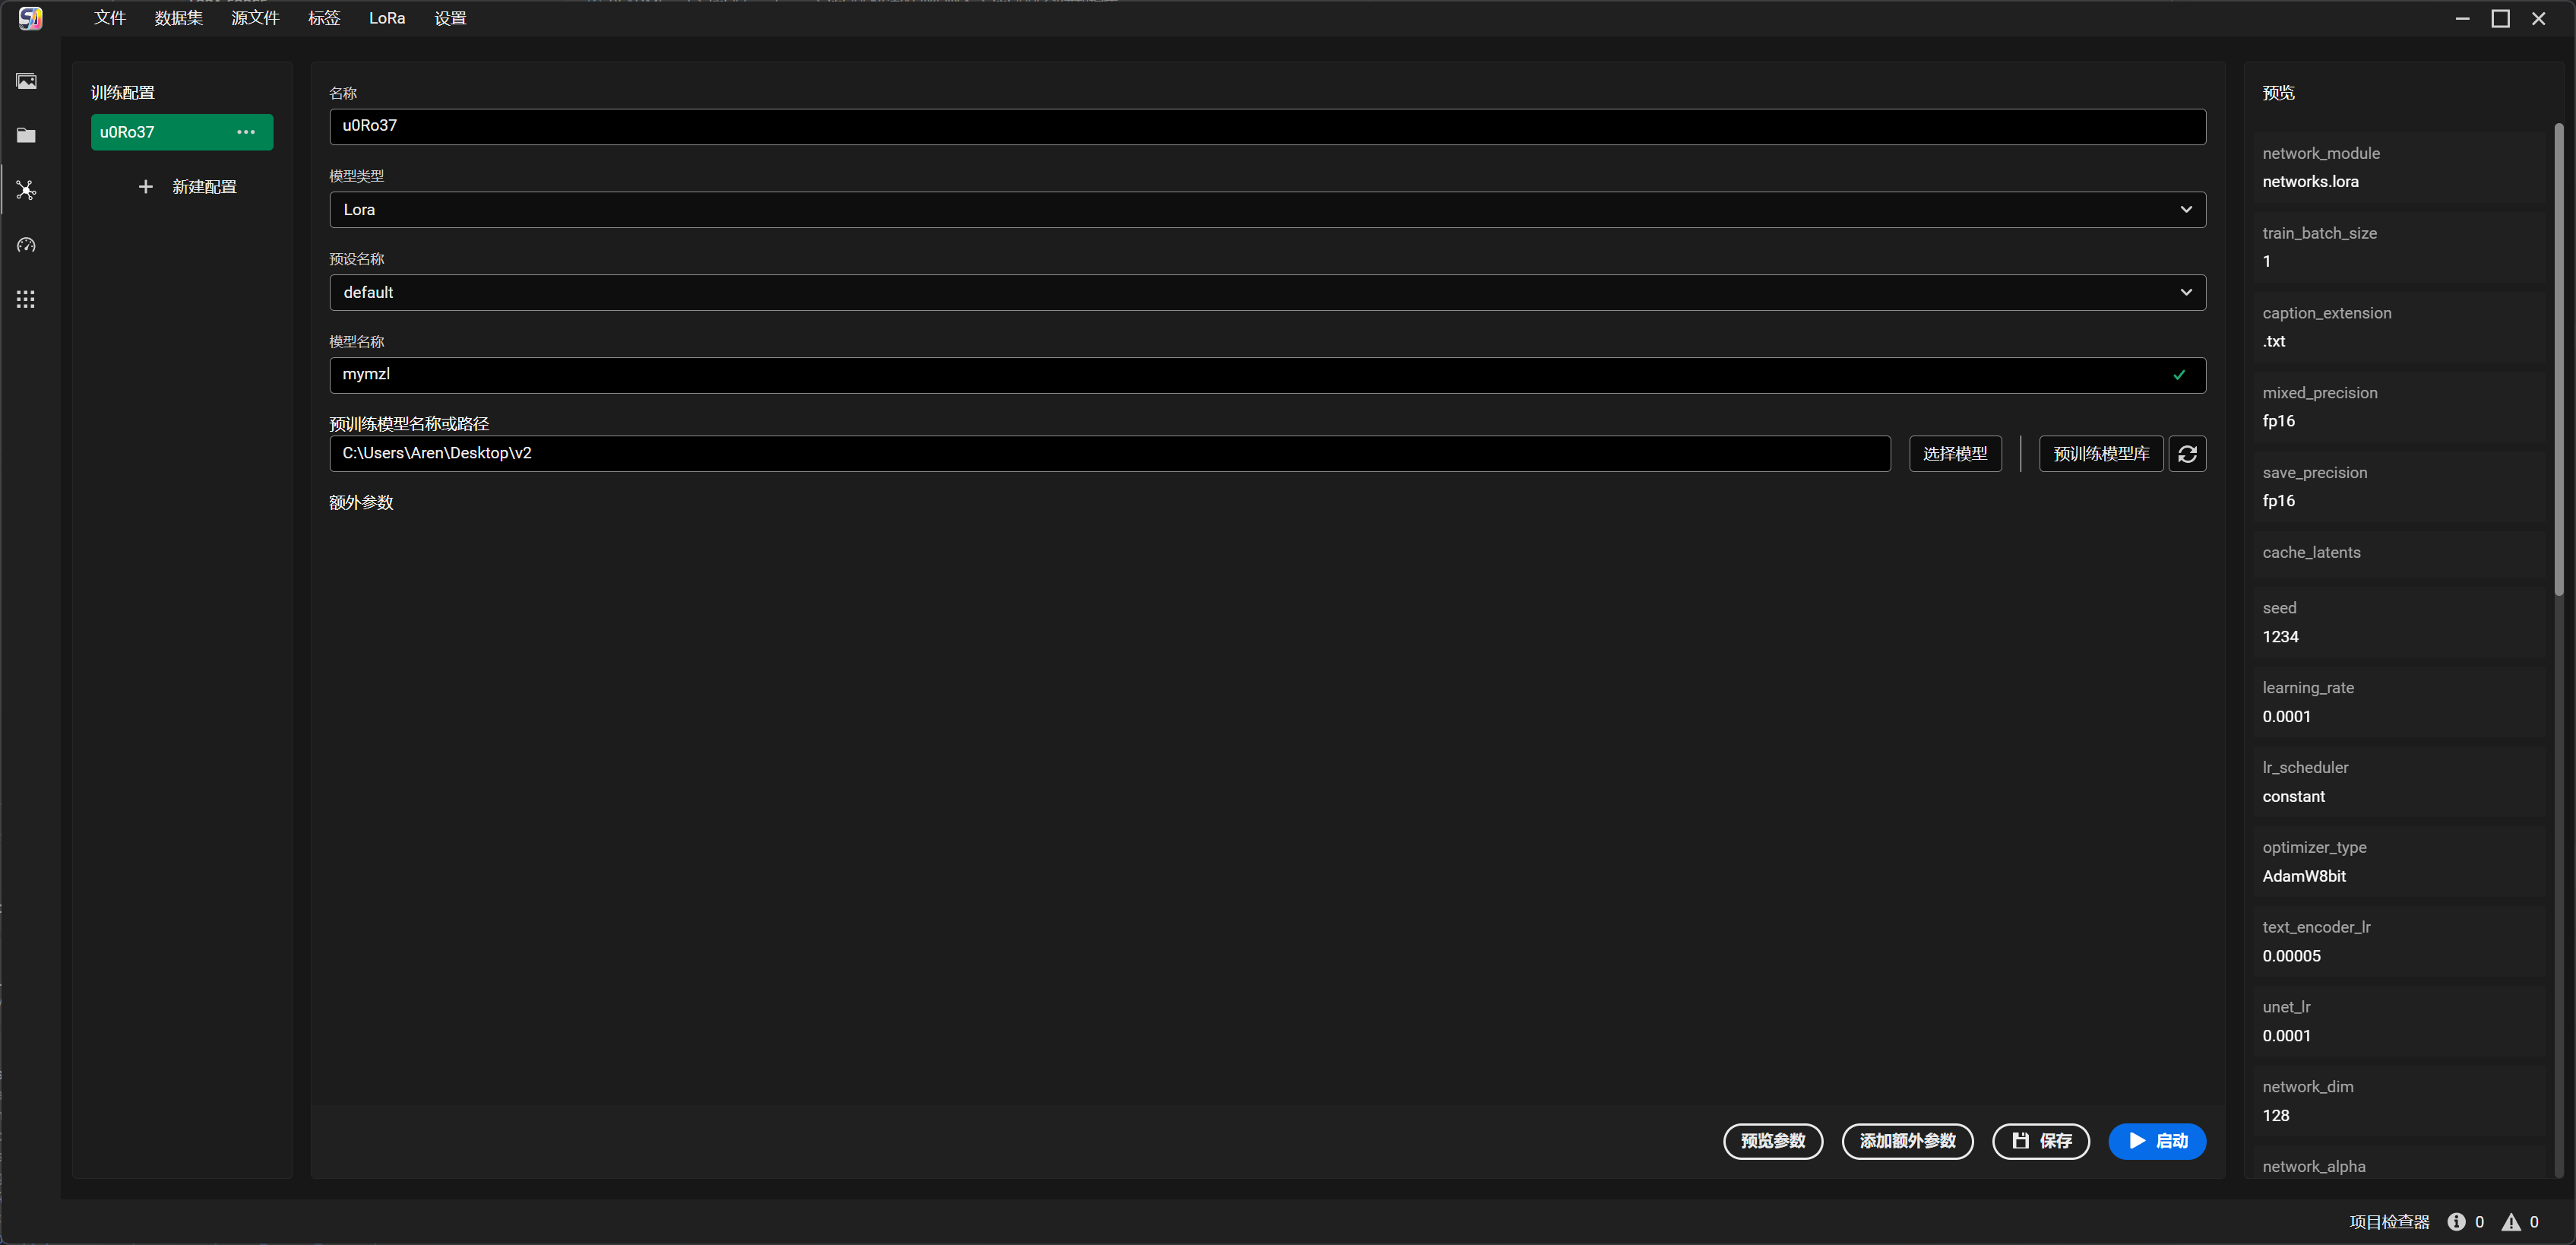 文件 数据集 源文件 标签 LoRa 设置
训练配置
u0Ro37
新建配置
名称
u0Ro37
模型类型
Lora
预设名称
default
模型名称
mymzl
预训练模型名称或路径
C:\Users\Aren\Desktop\v2
选择模型
预训练模型库
额外参数
预览参数
添加额外参数
保存
启动
预览
network_module
networks.lora
train_batch_size
1
caption_extension
.txt
mixed_precision
fp16
save_precision
fp16
cache_latents
seed
1234
learning_rate
0.0001
lr_scheduler
constant
optimizer_type
AdamW8bit
text_encoder_lr
0.00005
unet_lr
0.0001
network_dim
128
network_alpha
项目检查器 0 0